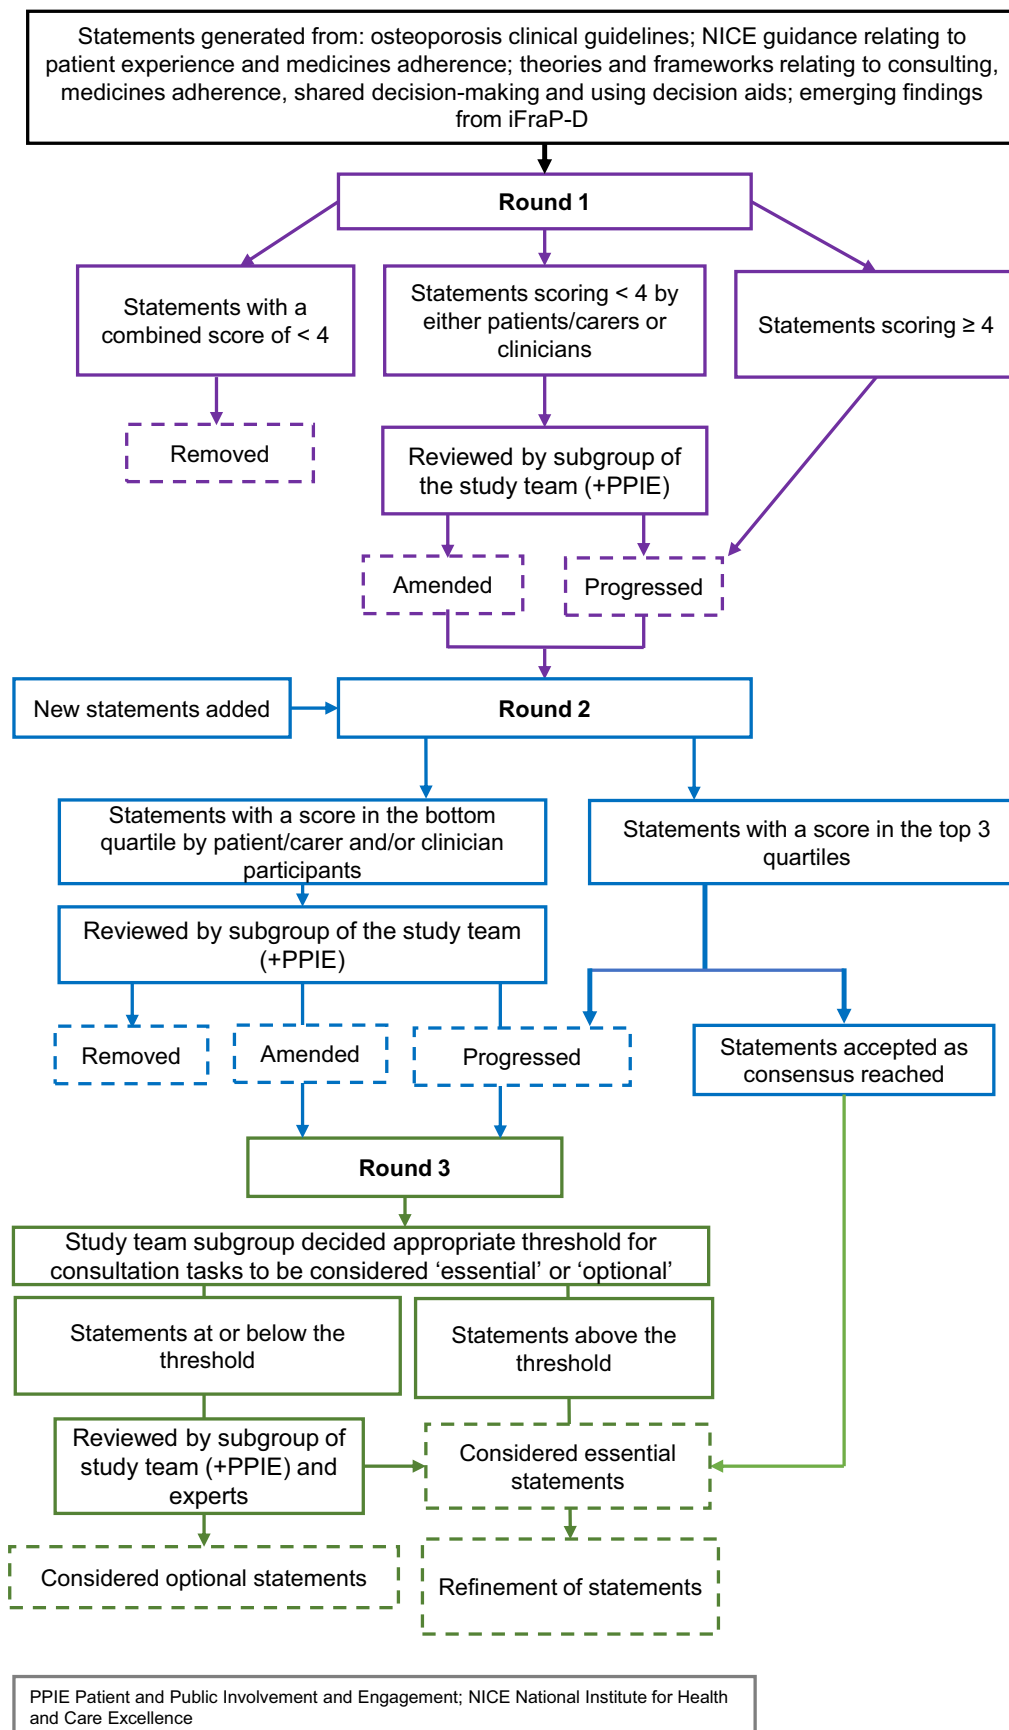 Statements generated from: osteoporosis clinical guidelines; NICE guidance relating to
patient experience and medicines adherence; theories and frameworks relating to consulting,
medicines adherence, shared decision-making and using decision aids; emerging findings
from iFraP-D
Round 1
Statements with a
combined score of < 4
Statements scoring < 4 by
either patients/carers or
clinicians
Statements scoring ≥ 4
Removed
Reviewed by subgroup of
the study team (+PPIE)
Amended
Progressed
New statements added
Round 2
Statements with a score in the bottom
quartile by patient/carer and/or clinician
participants
Statements with a score in the top 3
quartiles
Reviewed by subgroup of the study team
(+PPIE)
Removed
Amended
Progressed
Statements accepted as
consensus reached
Round 3
Study team subgroup decided appropriate threshold for
consultation tasks to be considered ‘essential’ or ‘optional’
Statements at or below the
threshold
Statements above the
threshold
Reviewed by subgroup of
study team (+PPIE) and
experts
Considered essential
statements
Considered optional statements
Refinement of statements
PPIE Patient and Public Involvement and Engagement; NICE National Institute for Health
and Care Excellence